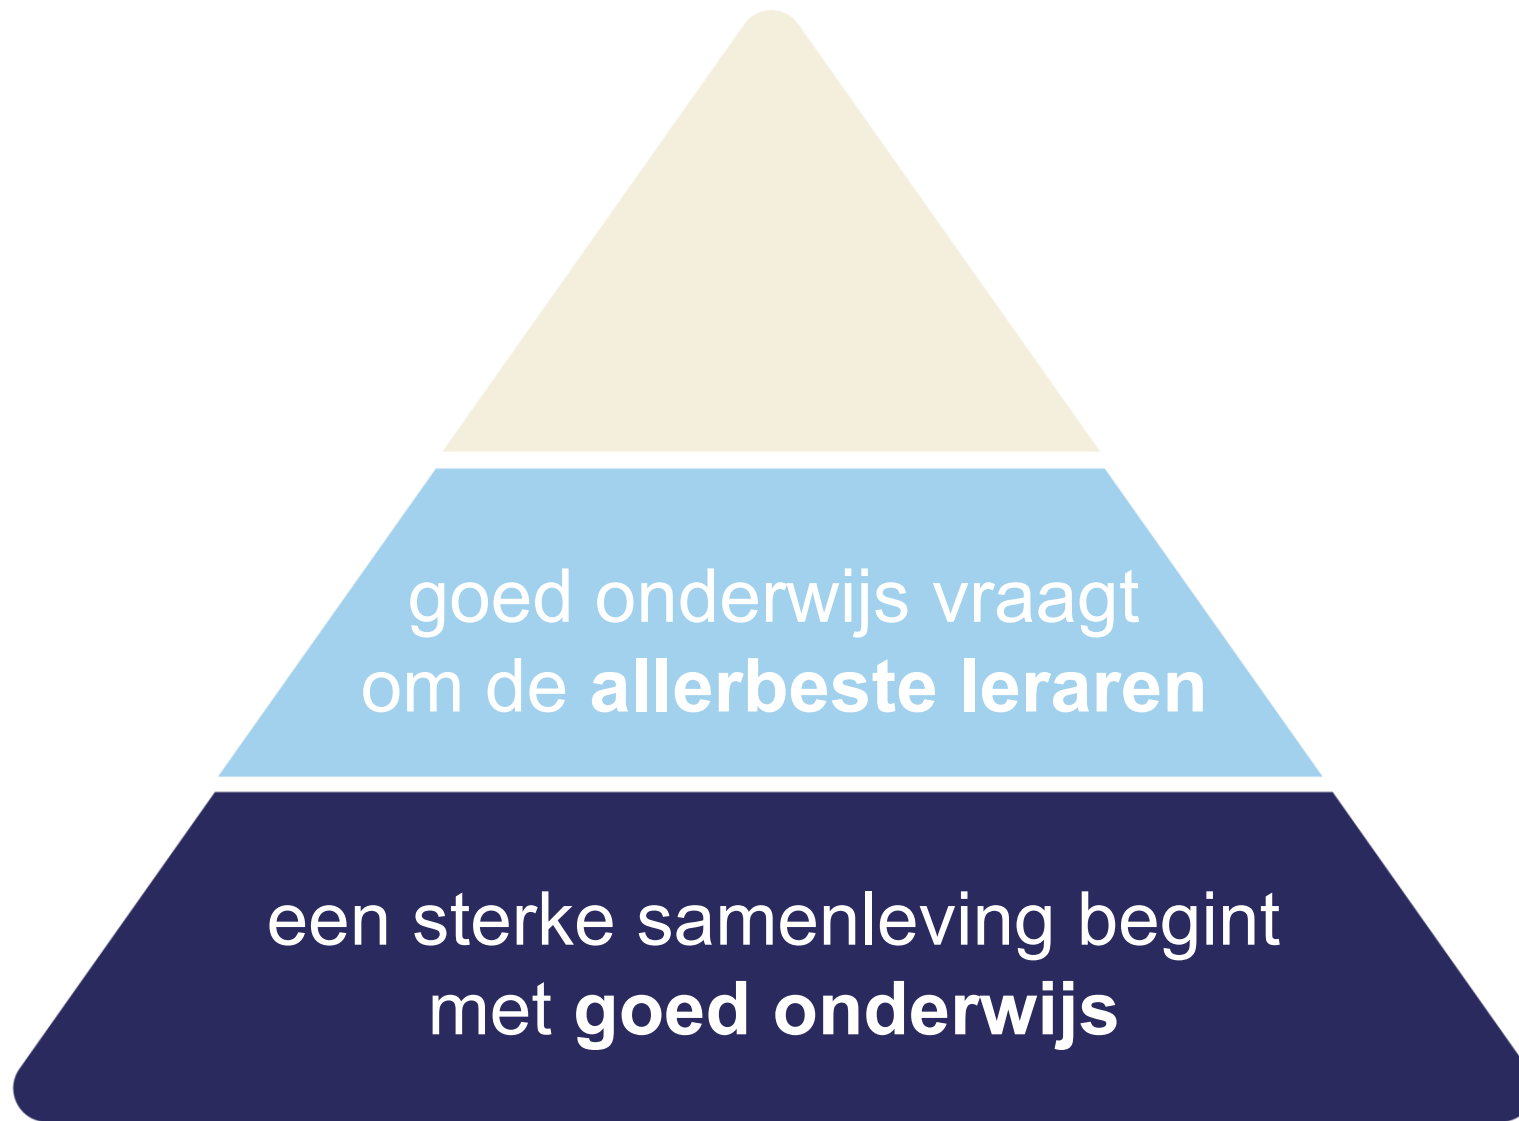 goed onderwijs vraagt
om de allerbeste leraren
een sterke samenleving begint
met goed onderwijs